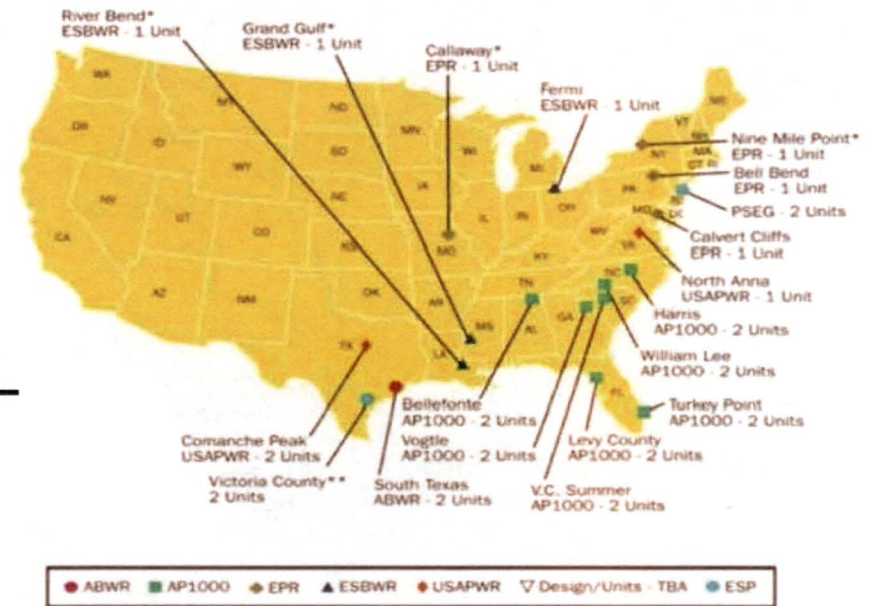 River Bend*
ESBWR - 1 Unit
Grand Gulf*
ESBWR - 1 Unit
Callaway*
EPR - 1 Unit
Fermi
ESBWR - 1 Unit
Nine Mile Point*
EPR - 1 Unit
Bell Bend
EPR - 1 Unit
PSEG - 2 Units
Calvert Cliffs
EPR - 1 Unit
North Anna
USAPWR - 1 Unit
Harris
AP1000 - 2 Units
William Lee
AP1000 - 2 Units
Turkey Point
AP1000 - 2 Units
Levy County
AP1000 - 2 Units
V.C. Summer
AP1000 - 2 Units
Bellefonte
AP1000 - 2 Units
Vogtle
AP1000 - 2 Units
South Texas
ABWR - 2 Units
Victoria County**
2 Units
Comanche Peak
USAPWR - 2 Units
WA
OR
ID
MT
ND
MN
SD
WY
NV
UT
CA
CO
NE
IA
WI
MI
IL
IN
OH
KS
MO
KY
WV
VA
PA
NY
VT
NH
ME
MA
CT RI
NJ
MD
DC
AZ
NM
OK
AR
TN
NC
SC
TX
LA
MS
AL
GA
FL
ABWR AP1000 EPR ESBWR USAPWR Design/Units - TBA ESP